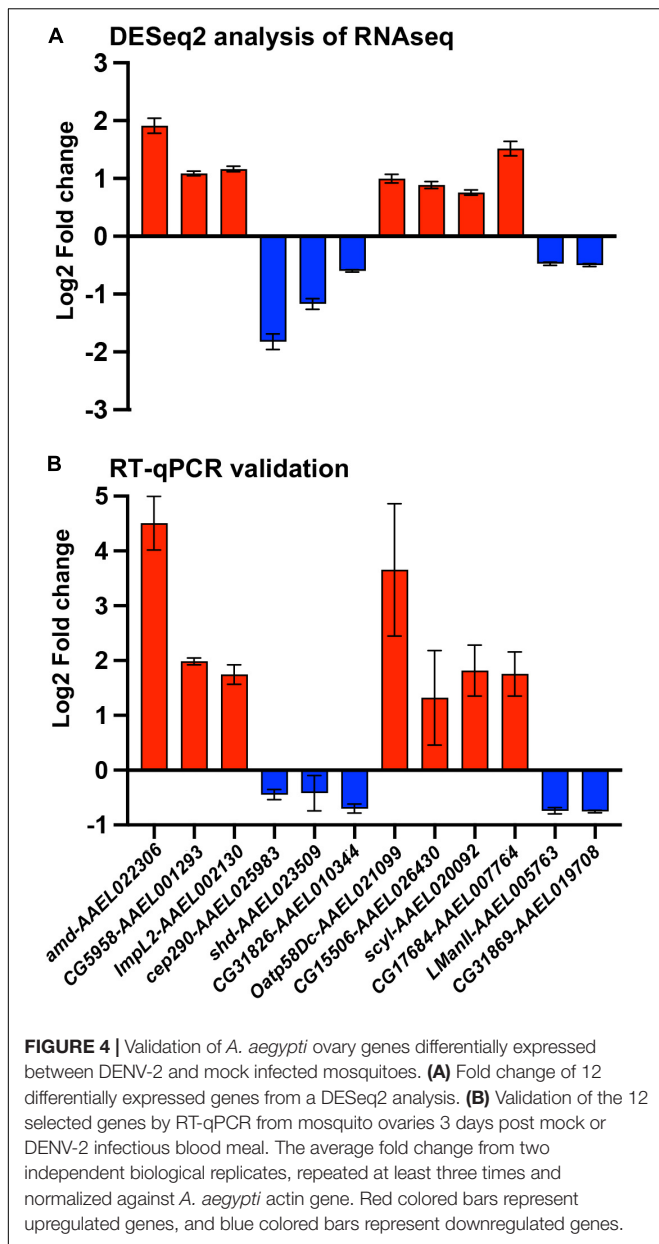 A DESeq2 analysis of RNAseq
3
2
1
0
-1
-2
-3
Log2 Fold change
B RT-qPCR validation
5
4
3
2
1
0
-1
Log2 Fold change
amd-AAEL022306
CG5958-AAEL001293
ImpL2-AAEL002130
cep290-AAEL025983
shd-AAEL023509
CG31826-AAEL010344
Oatp58Dc-AAEL021099
CG15506-AAEL026430
scyl-AAEL020092
CG17684-AAEL007764
LManII-AAEL005763
CG31869-AAEL019708
FIGURE 4 | Validation of A. aegypti ovary genes differentially expressed
between DENV-2 and mock infected mosquitoes. (A) Fold change of 12
differentially expressed genes from a DESeq2 analysis. (B) Validation of the 12
selected genes by RT-qPCR from mosquito ovaries 3 days post mock or
DENV-2 infectious blood meal. The average fold change from two
independent biological replicates, repeated at least three times and
normalized against A. aegypti actin gene. Red colored bars represent
upregulated genes, and blue colored bars represent downregulated genes.